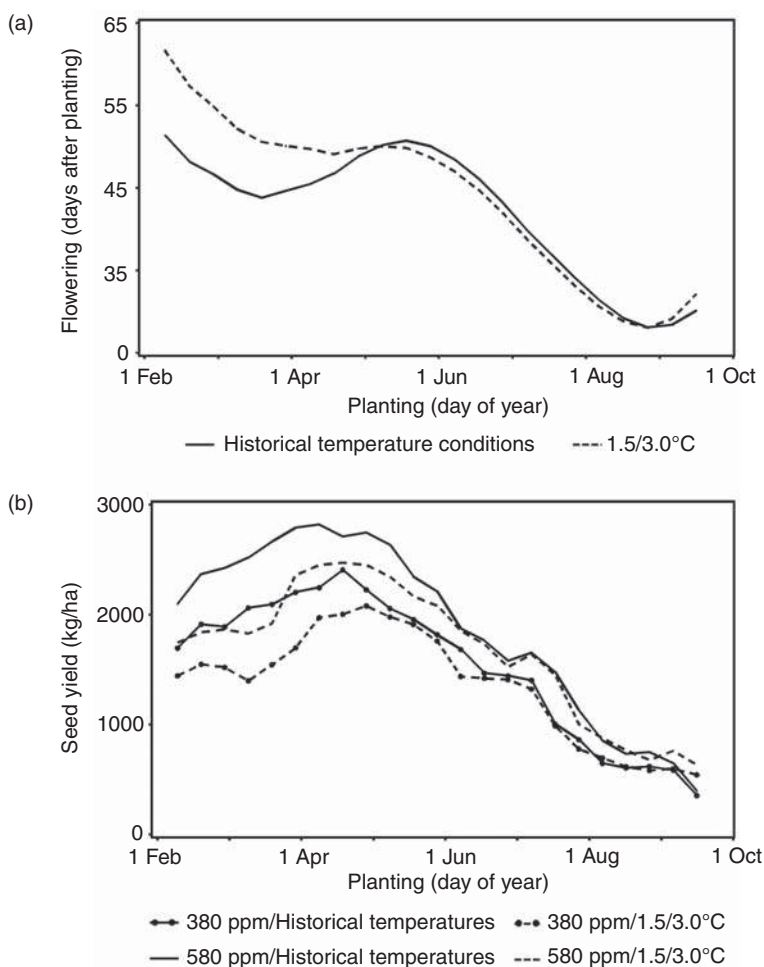 (a)
65
55
45
35
0
Flowering (days after planting)
1 Feb 1 Apr 1 Jun 1 Aug 1 Oct
Planting (day of year)
Historical temperature conditions 1.5/3.0°C
(b)
3000
2000
1000
0
Seed yield (kg/ha)
1 Feb 1 Apr 1 Jun 1 Aug 1 Oct
Planting (day of year)
380 ppm/Historical temperatures 380 ppm/1.5/3.0°C
580 ppm/Historical temperatures 580 ppm/1.5/3.0°C